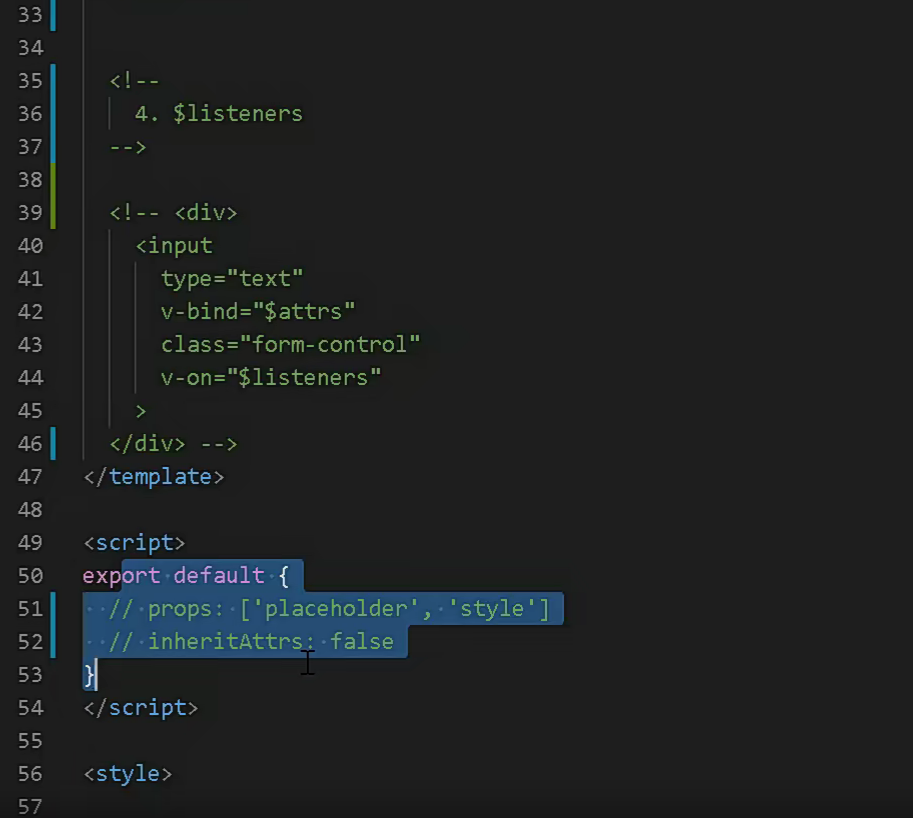 33
34
35 <!--
36 4. $listeners
37 -->
38
39 <!-- <div>
40 <input
41 type="text"
42 v-bind="$attrs"
43 class="form-control"
44 v-on="$listeners"
45 >
46 </div> -->
47 </template>
48
49 <script>
50 export default {
51 // props: ['placeholder', 'style']
52 // inheritAttrs: false
53 }
54 </script>
55
56 <style>
57